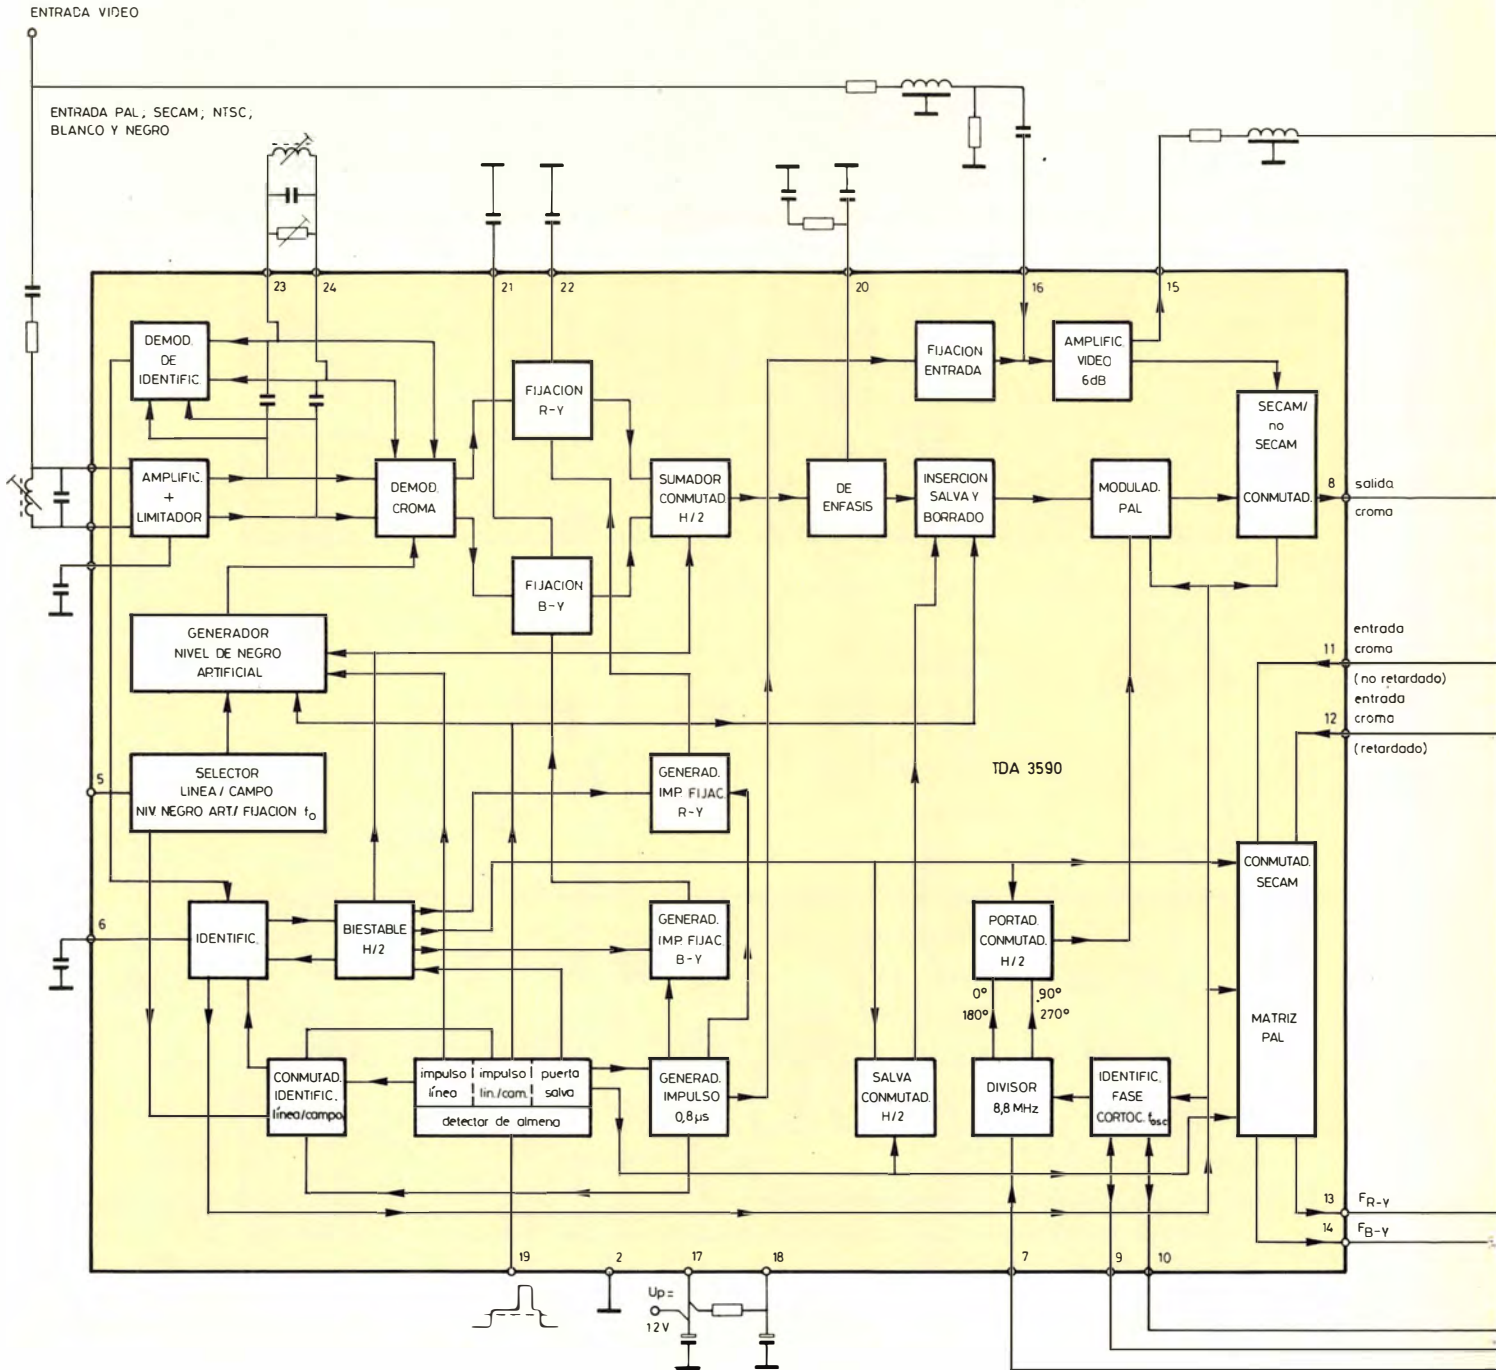 ENTRADA VIDEO
ENTRADA PAL; SECAM; NTSC,
BLANCO Y NEGRO
23
24
21
22
20
16
15
DEMOD.
DE
IDENTIFIC.
FIJACION
R-Y
FIJACION
ENTRADA
AMPLIFIC.
VIDEO
6dB
SECAM/
no
SECAM
CONMUTAD.
AMPLIFIC.
+
LIMITADOR
DEMOD.
CROMA
SUMADOR
CONMUTAD.
H/2
DE
ENFASIS
INSERCION
SALVA Y
BORRADO
MODULAD.
PAL
8
salida
croma
FIJACION
B-Y
GENERADOR
NIVEL DE NEGRO
ARTIFICIAL
entrada
11
croma
(no retardado)
entrada
12
croma
(retardado)
5
SELECTOR
LINEA / CAMPO
NIV. NEGRO ART/ FIJACION fo
GENERAD.
IMP. FIJAC.
R-Y
TDA 3590
CONMUTAD.
SECAM
MATRIZ
PAL
6
IDENTIFIC.
BIESTABLE
H/2
GENERAD.
IMP. FIJAC.
B-Y
PORTAD.
CONMUTAD.
H/2
0°
180°
90°
270°
CONMUTAD.
IDENTIFIC.
línea/campo
impulso
línea
impulso
lin./cam.
puerta
salva
detector de almena
GENERAD.
IMPULSO
0,8µs
SALVA
CONMUTAD.
H/2
DIVISOR
8,8 MHz
IDENTIFIC.
FASE
CORTOC. fosc
13
FR-Y
14
FB-Y
19
2
17
18
7
9
10
Up=
12V